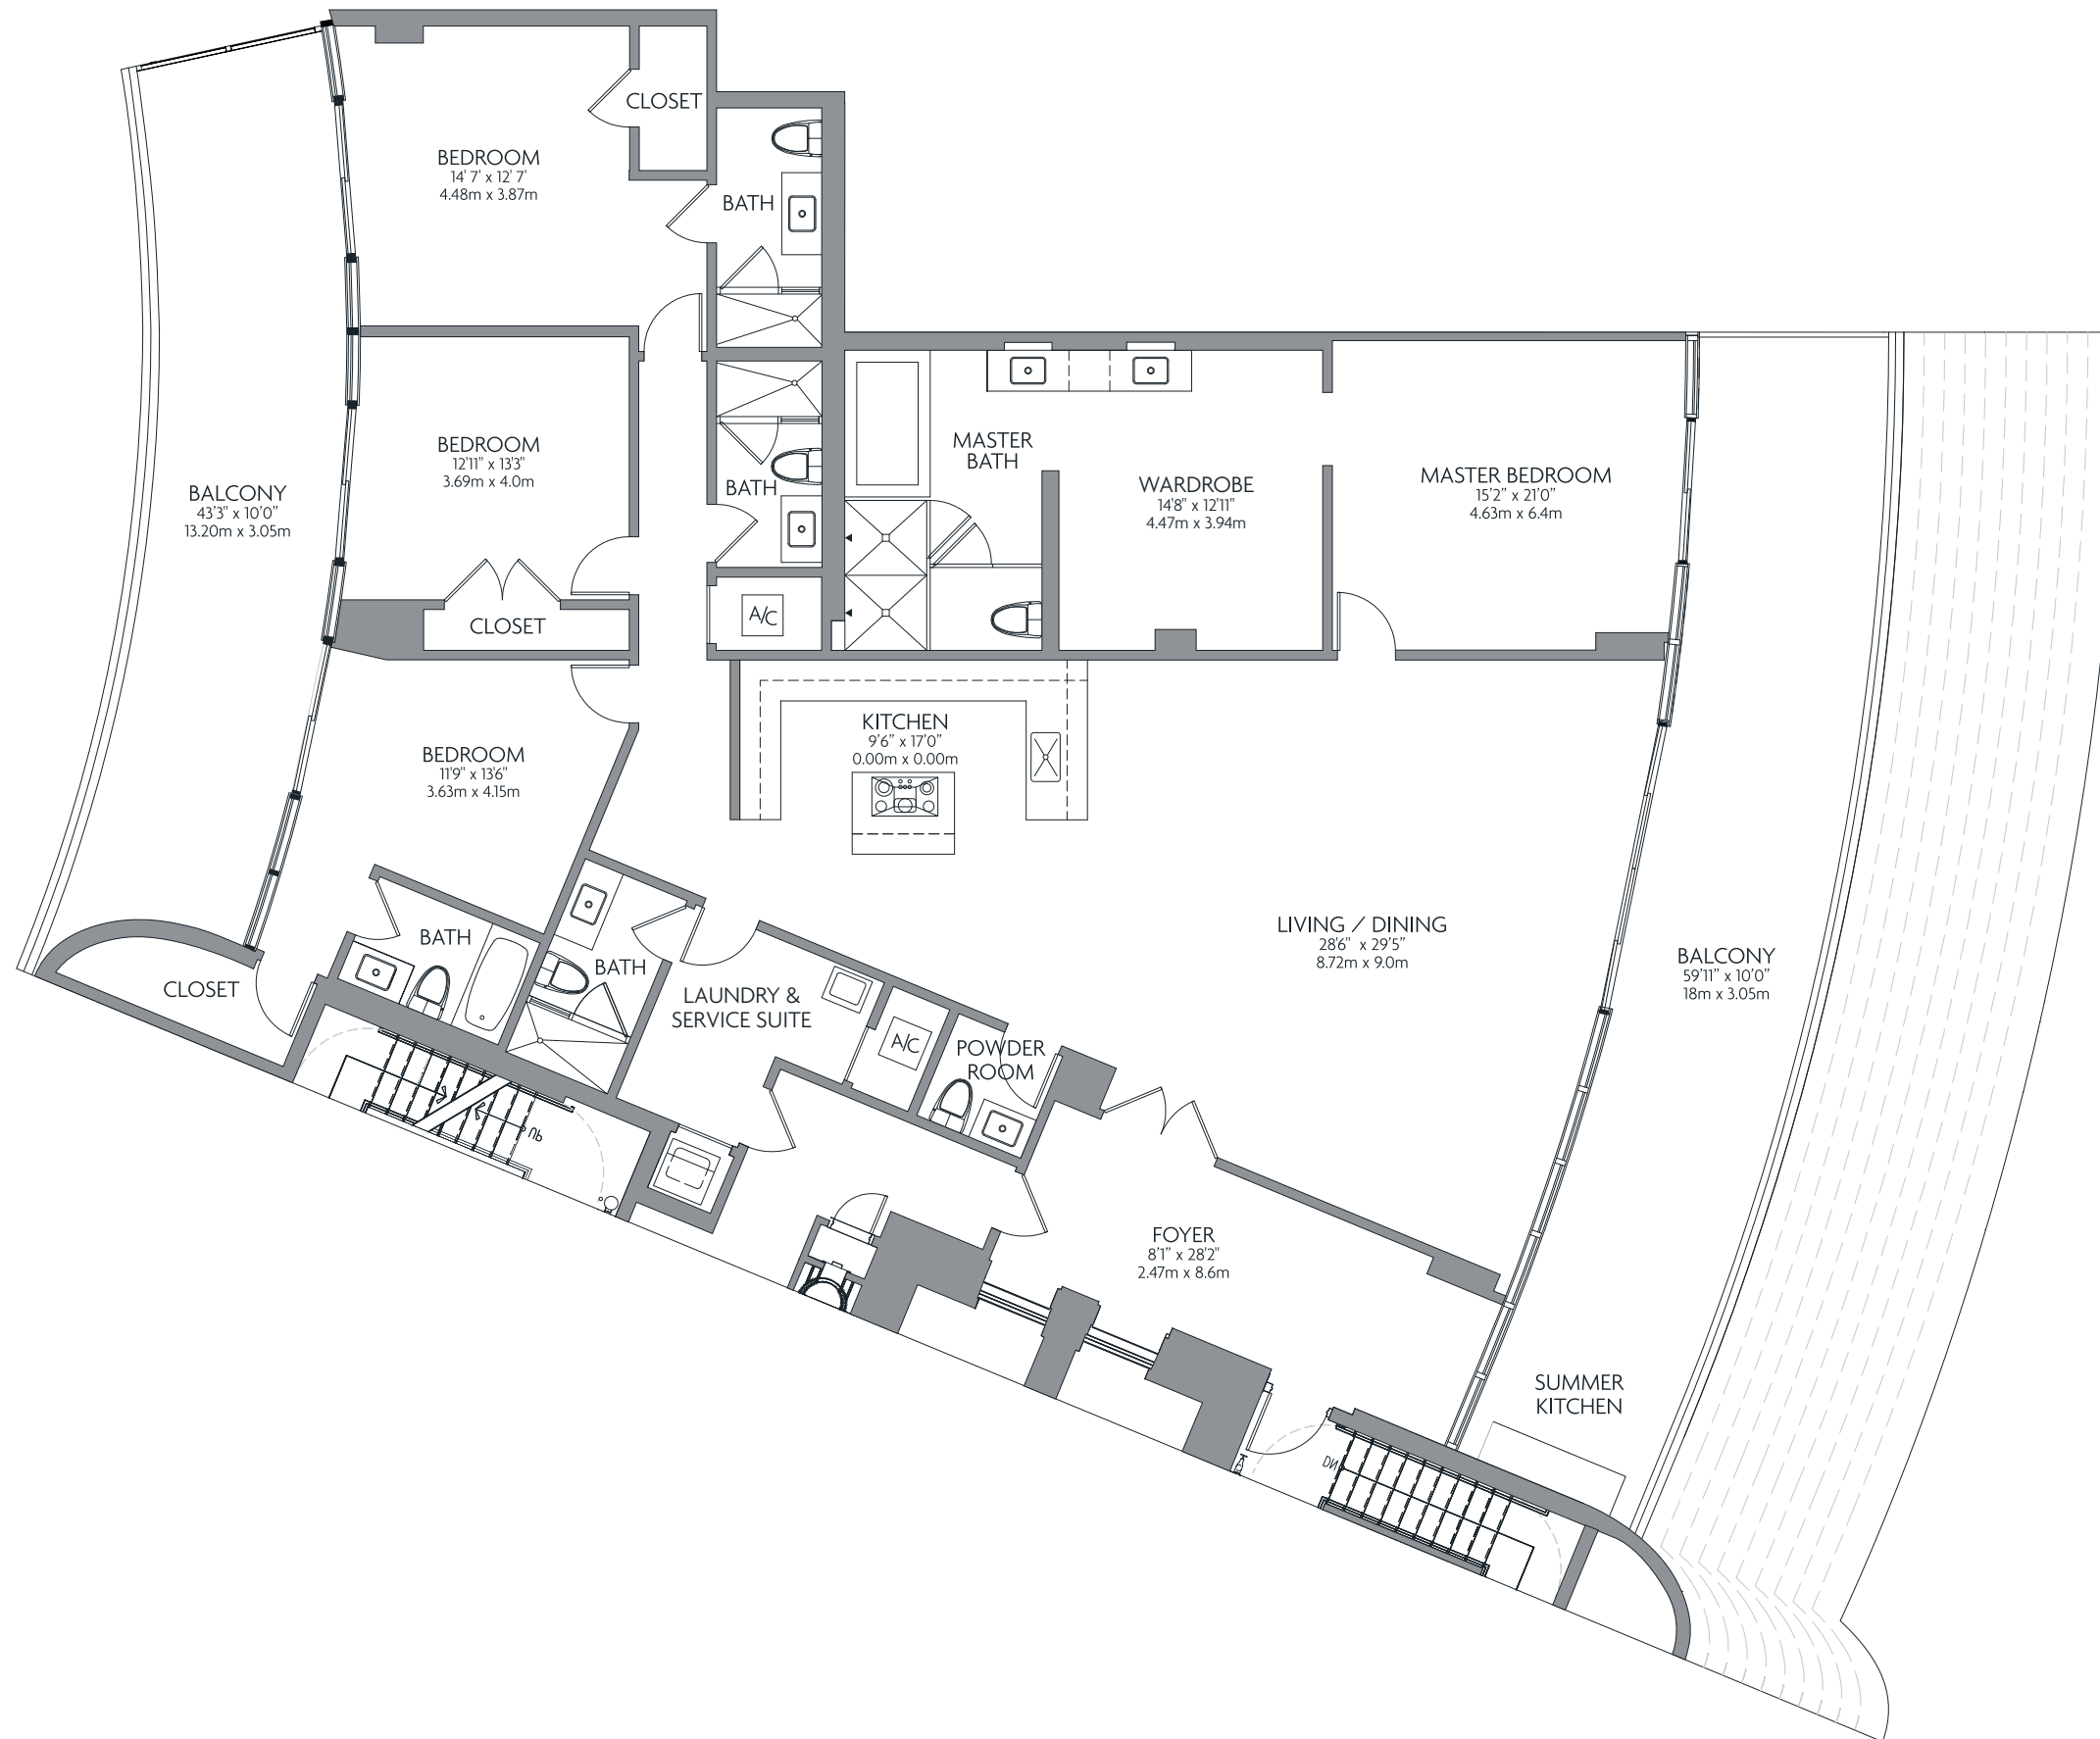 CLOSET
BEDROOM
14' 7' x 12' 7'
4.48m x 3.87m
BATH
BEDROOM
12'11" x 13'3"
3.69m x 4.0m
BALCONY
43'3" x 10'0"
13.20m x 3.05m
BATH
MASTER
BATH
WARDROBE
14'8" x 12'11"
4.47m x 3.94m
MASTER BEDROOM
15'2” x 21'0”
4.63m x 6.4m
CLOSET
A/C
KITCHEN
9'6” x 17'0”
0.00m x 0.00m
BEDROOM
11'9" x 13'6"
3.63m x 4.15m
LIVING / DINING
28'6" x 29'5”
8.72m x 9.0m
BALCONY
59'11” x 10'0”
18m x 3.05m
BATH
BATH
CLOSET
LAUNDRY &
SERVICE SUITE
A/C
POWDER
ROOM
UP
FOYER
8'1” x 28'2"
2.47m x 8.6m
SUMMER
KITCHEN
DN